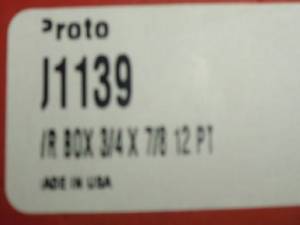 Proto
J1139
/R BOX 3/4 X 7/8 12 PT
ADE IN USA